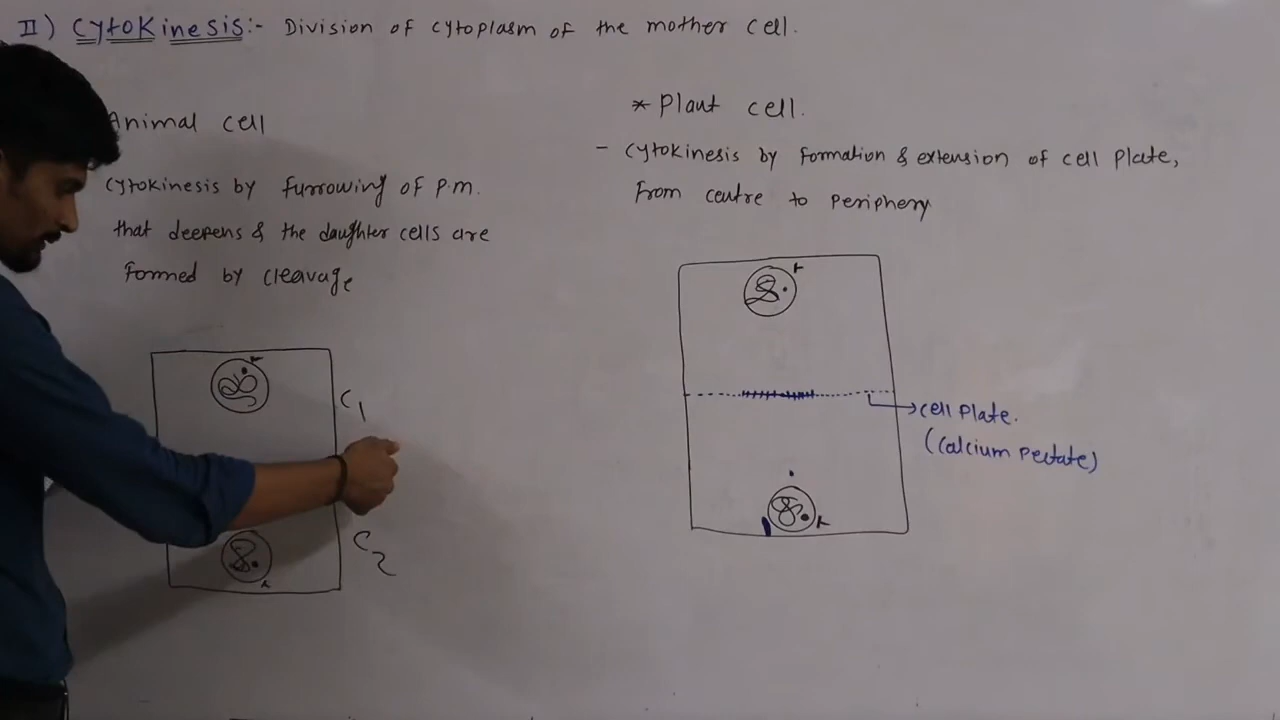 II) Cytokinesis:- Division of cytoplasm of the mother cell.
Animal cell
Cytokinesis by furrowing of P.m.
that deepens & the daughter cells are
formed by cleavage
C1
C2
* Plant cell.
- Cytokinesis by formation & extension of cell plate,
from centre to periphery
cell plate.
(calcium pectate)